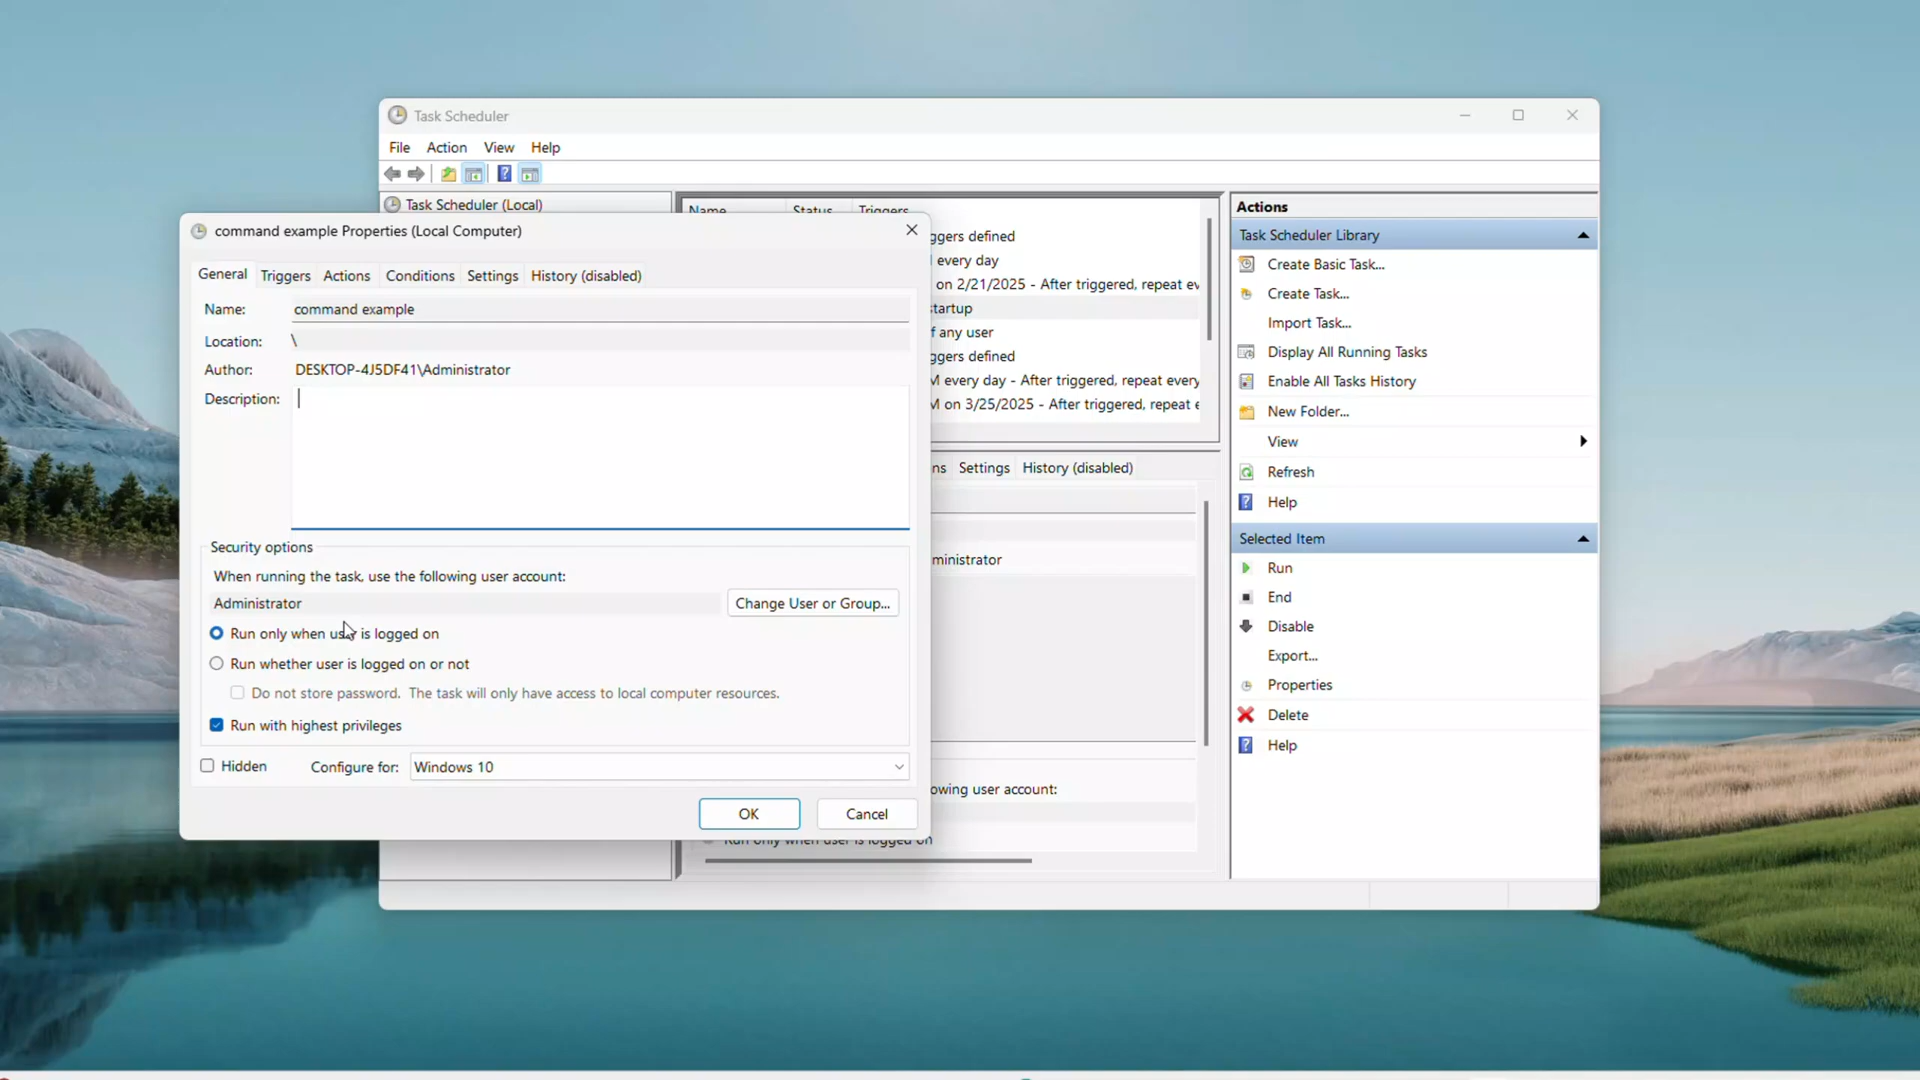 Task Scheduler
File Action View Help
Task Scheduler (Local)
Name Status Triggers
command example Properties (Local Computer)
General Triggers Actions Conditions Settings History (disabled)
Name: command example
Location: \
Author: DESKTOP-4J5DF41\Administrator
Description:
Security options
When running the task, use the following user account:
Administrator
Change User or Group...
Run only when user is logged on
Run whether user is logged on or not
Do not store password. The task will only have access to local computer resources.
Run with highest privileges
Hidden
Configure for: Windows 10
OK Cancel
ggers defined
every day
on 2/21/2025 - After triggered, repeat ev
startup
f any user
ggers defined
M every day - After triggered, repeat every
M on 3/25/2025 - After triggered, repeat e
ns Settings History (disabled)
ministrator
owing user account:
Run only when user is logged on
Actions
Task Scheduler Library
Create Basic Task...
Create Task...
Import Task...
Display All Running Tasks
Enable All Tasks History
New Folder...
View
Refresh
Help
Selected Item
Run
End
Disable
Export...
Properties
Delete
Help